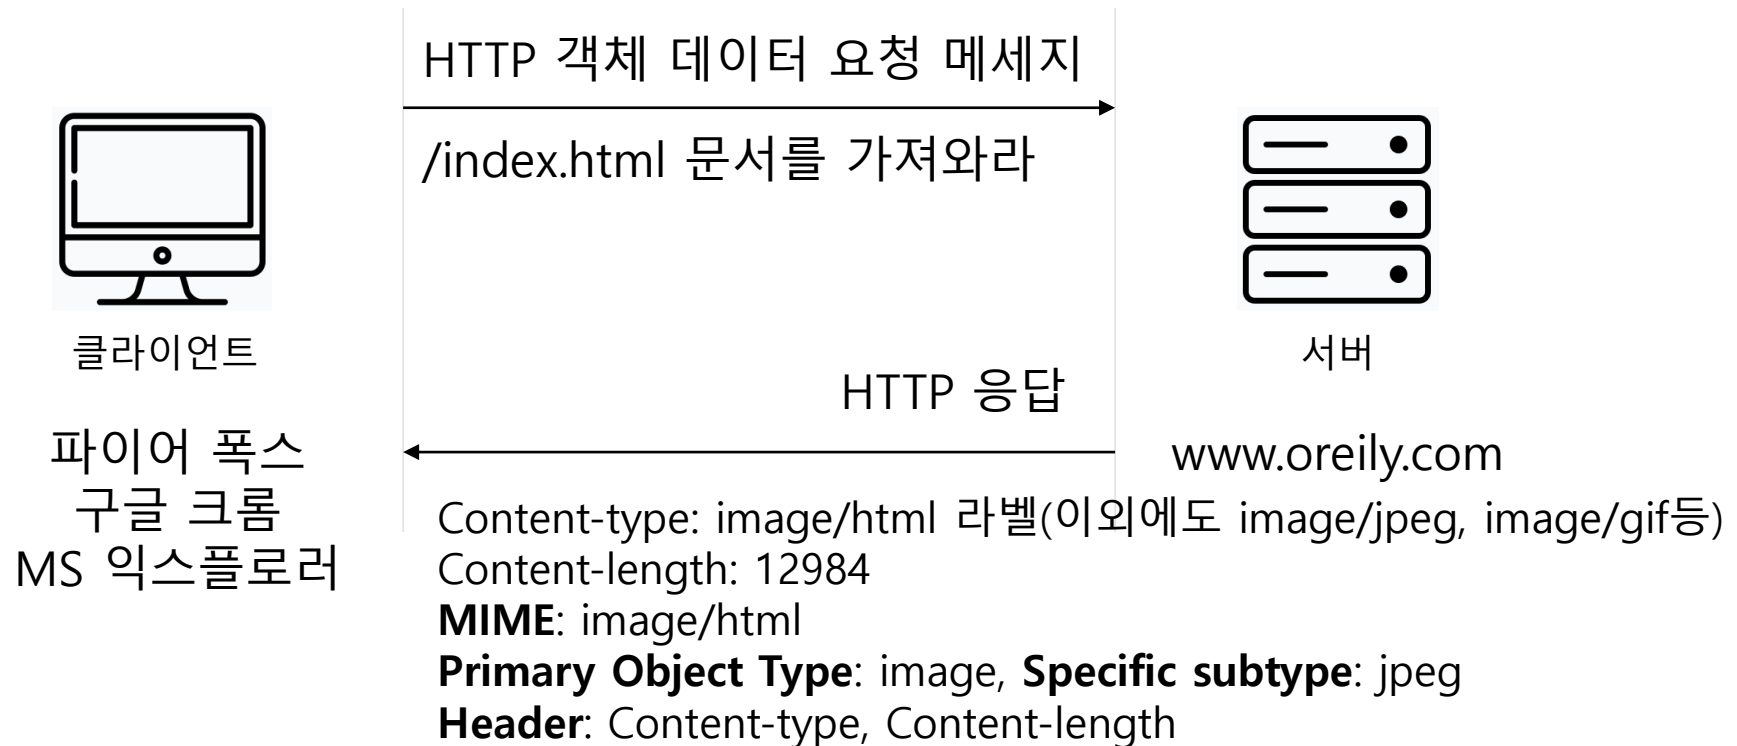 HTTP 객체 데이터 요청 메세지
/index.html 문서를 가져와라
클라이언트
서버
HTTP 응답
파이어 폭스
구글 크롬
MS 익스플로러
www.oreily.com
Content-type: image/html 라벨(이외에도 image/jpeg, image/gif등)
Content-length: 12984
MIME: image/html
Primary Object Type: image, Specific subtype: jpeg
Header: Content-type, Content-length